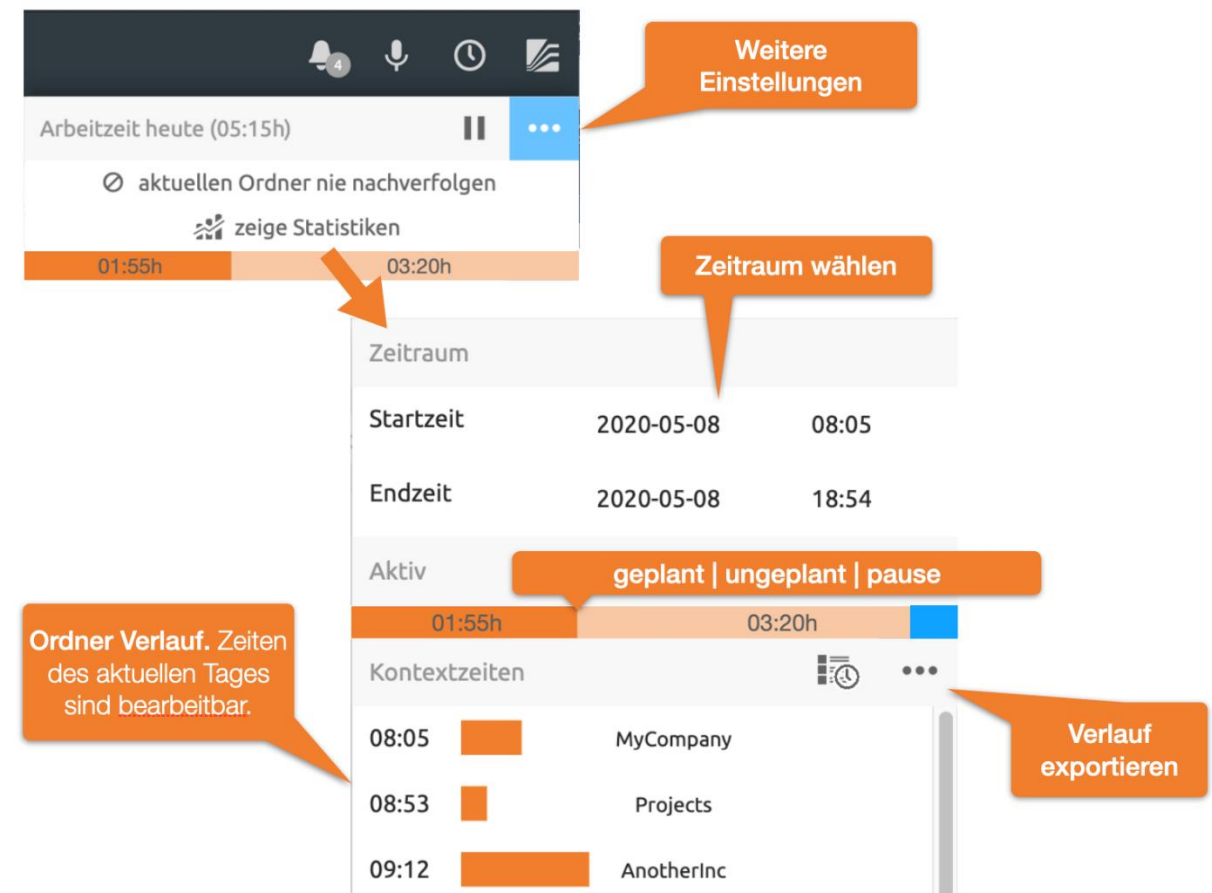 4
Weitere
Einstellungen
Arbeitzeit heute (05:15h)
aktuellen Ordner nie nachverfolgen
zeige Statistiken
01:55h 03:20h
Zeitraum wählen
Zeitraum
Startzeit 2020-05-08 08:05
Endzeit 2020-05-08 18:54
Aktiv
geplant | ungeplant | pause
01:55h 03:20h
Ordner Verlauf. Zeiten
des aktuellen Tages
sind bearbeitbar.
Kontextzeiten
Verlauf
exportieren
08:05 MyCompany
08:53 Projects
09:12 AnotherInc